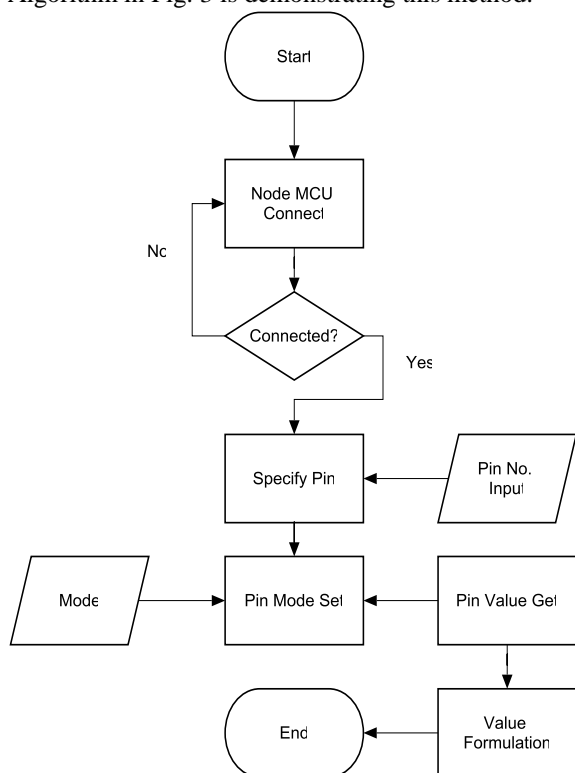 Algorithm in Fig. 3 is demonstrating this method.
Start
Node MCU
Connect
No
Connected?
Yes
Specify Pin
Pin No.
Input
Mode
Pin Mode Set
Pin Value Get
End
Value
Formulation